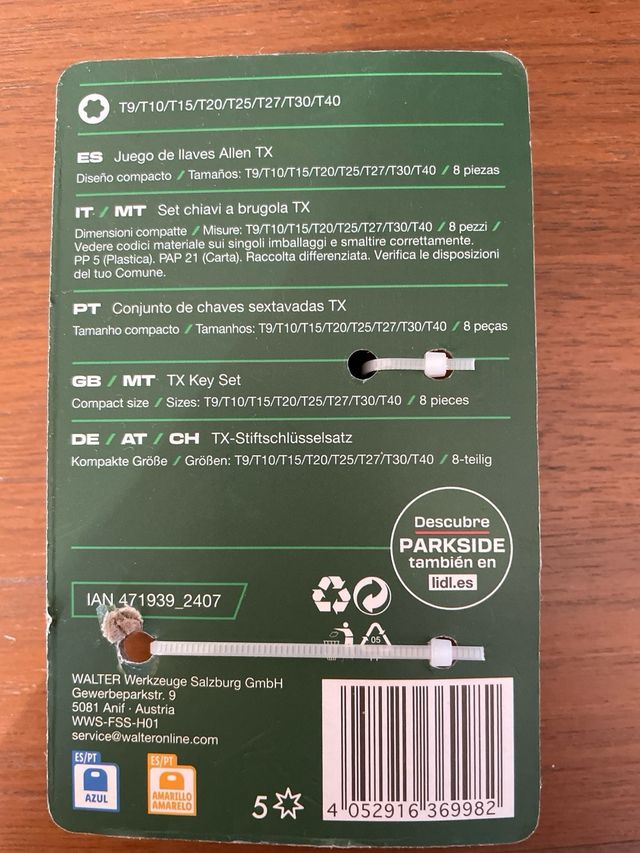 T9/T10/T15/T20/T25/T27/T30/T40
ES Juego de llaves Allen TX
Diseño compacto / Tamaños: T9/T10/T15/T20/T25/T27/T30/T40 / 8 piezas
IT / MT Set chiavi a brugola TX
Dimensioni compatte / Misure: T9/T10/T15/T20/T25/T27/T30/T40 / 8 pezzi /
Vedere codici materiale sui singoli imballaggi e smaltire correttamente.
PP 5 (Plastica). PAP 21 (Carta). Raccolta differenziata. Verifica le disposizioni
del tuo Comune.
PT Conjunto de chaves sextavadas TX
Tamanho compacto / Tamanhos: T9/T10/T15/T20/T25/T27/T30/T40 / 8 peças
GB / MT TX Key Set
Compact size / Sizes: T9/T10/T15/T20/T25/T27/T30/T40 / 8 pieces
DE / AT / CH TX-Stiftschlüsselsatz
Kompakte Größe / Größen: T9/T10/T15/T20/T25/T27/T30/T40 / 8-teilig
Descubre
PARKSIDE
también en
lidl.es
IAN 471939_2407
05
WALTER Werkzeuge Salzburg GmbH
Gewerbeparkstr. 9
5081 Anif · Austria
WWS-FSS-H01
service@walteronline.com
ES/PT
AZUL
ES/PT
AMARILLO
AMARELO
5
4 052916 369982